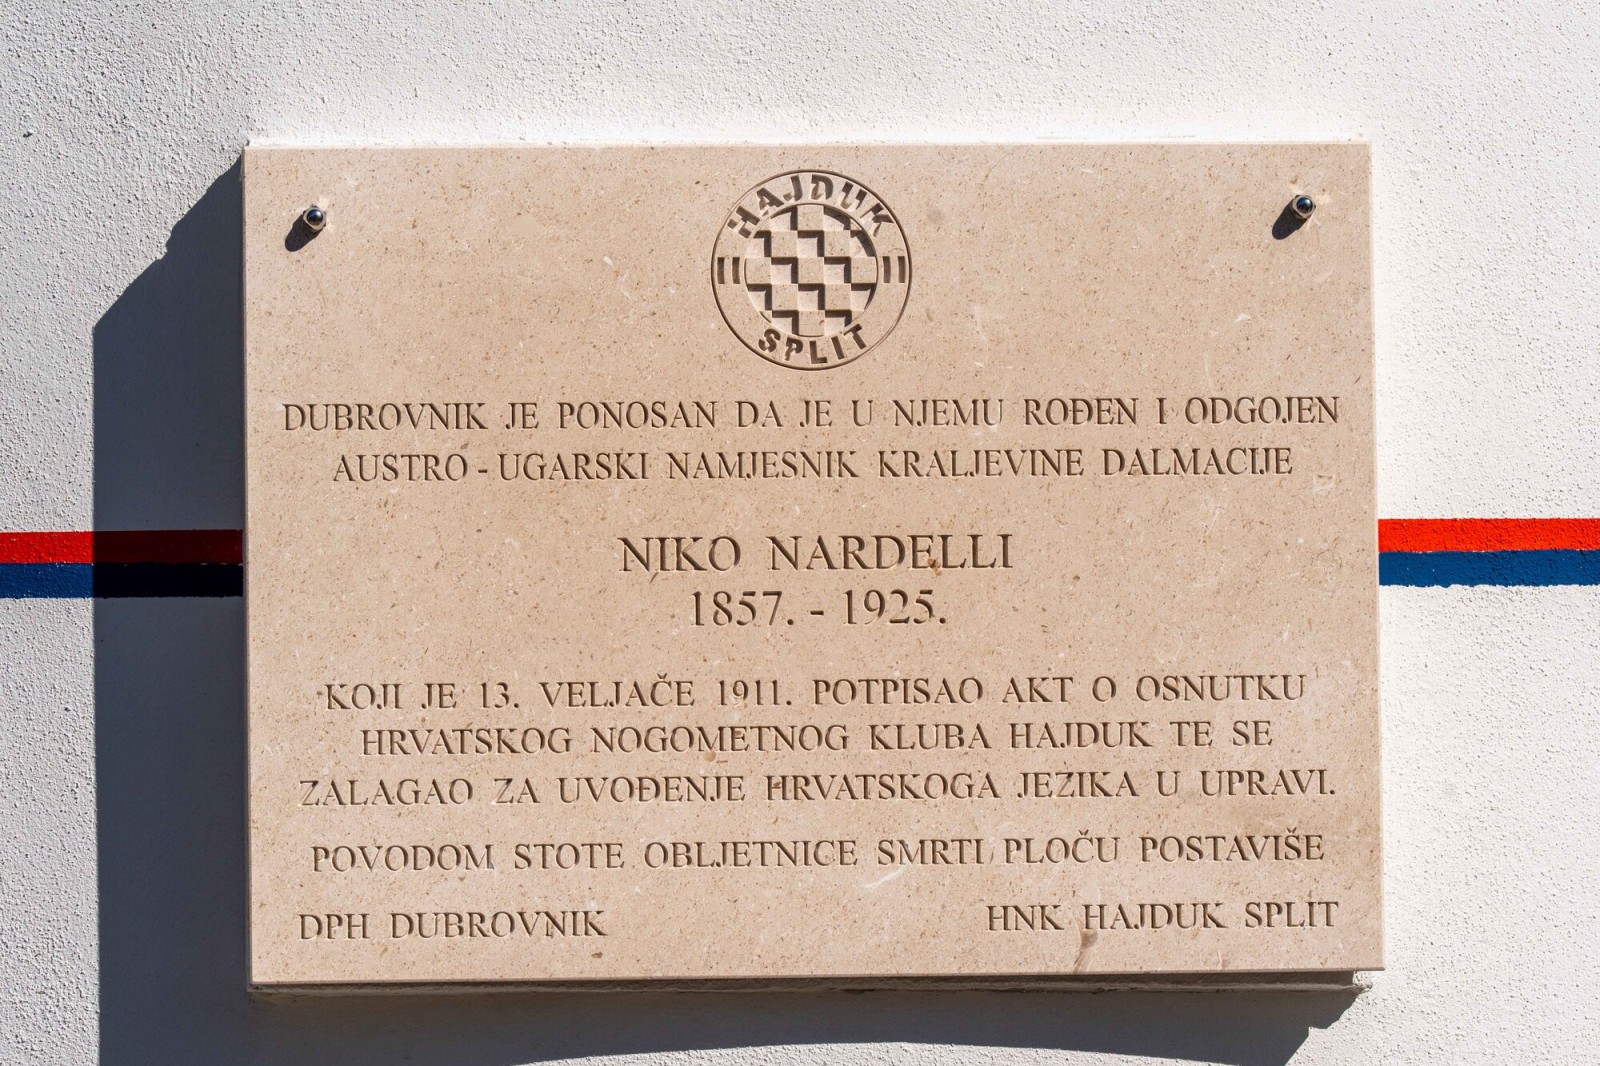 HAJDUK
SPLIT
DUBROVNIK JE PONOSAN DA JE U NJEMU ROĐEN I ODGOJEN
AUSTRO - UGARSKI NAMJESNIK KRALJEVINE DALMACIJE
NIKO NARDELLI
1857. - 1925.
KOJI JE 13. VELJAČE 1911. POTPISAO AKT O OSNUTKU
HRVATSKOG NOGOMETNOG KLUBA HAJDUK TE SE
ZALAGAO ZA UVOĐENJE HRVATSKOGA JEZIKA U UPRAVI.
POVODOM STOTE OBLJETNICE SMRTI PLOČU POSTAVIŠE
DPH DUBROVNIK HNK HAJDUK SPLIT